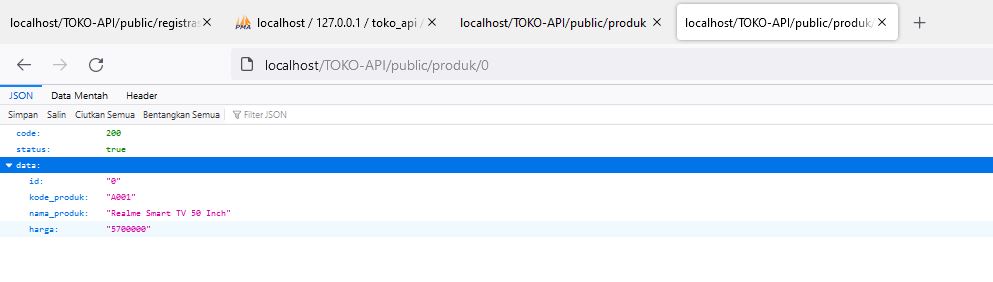 localhost/TOKO-API/public/registras
PMA localhost / 127.0.0.1 / toko_api /
localhost/TOKO-API/public/produk
localhost/TOKO-API/public/produk/
localhost/TOKO-API/public/produk/0
JSON Data Mentah Header
Simpan Salin Ciutkan Semua Bentangkan Semua Filter JSON
code: 200
status: true
data:
id: "0"
kode_produk: "A001"
nama_produk: "Realme Smart TV 50 Inch"
harga: "5700000"